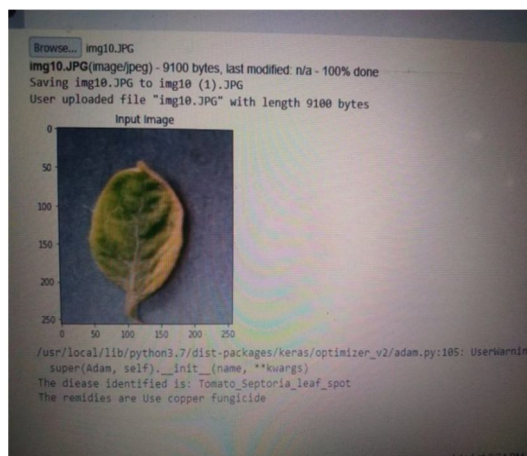 Browse... img10.JPG
img10.JPG(image/jpeg) - 9100 bytes, last modified: n/a - 100% done
Saving img10.JPG to img10 (1).JPG
User uploaded file "img10.JPG" with length 9100 bytes
Input Image
0
50
100
150
200
250
0 50 100 150 200 250
/usr/local/lib/python3.7/dist-packages/keras/optimizer_v2/adam.py:105: UserWarnin
super(Adam, self).__init__(name, **kwargs)
The diease identified is: Tomato_Septoria_leaf_spot
The remidies are Use copper fungicide